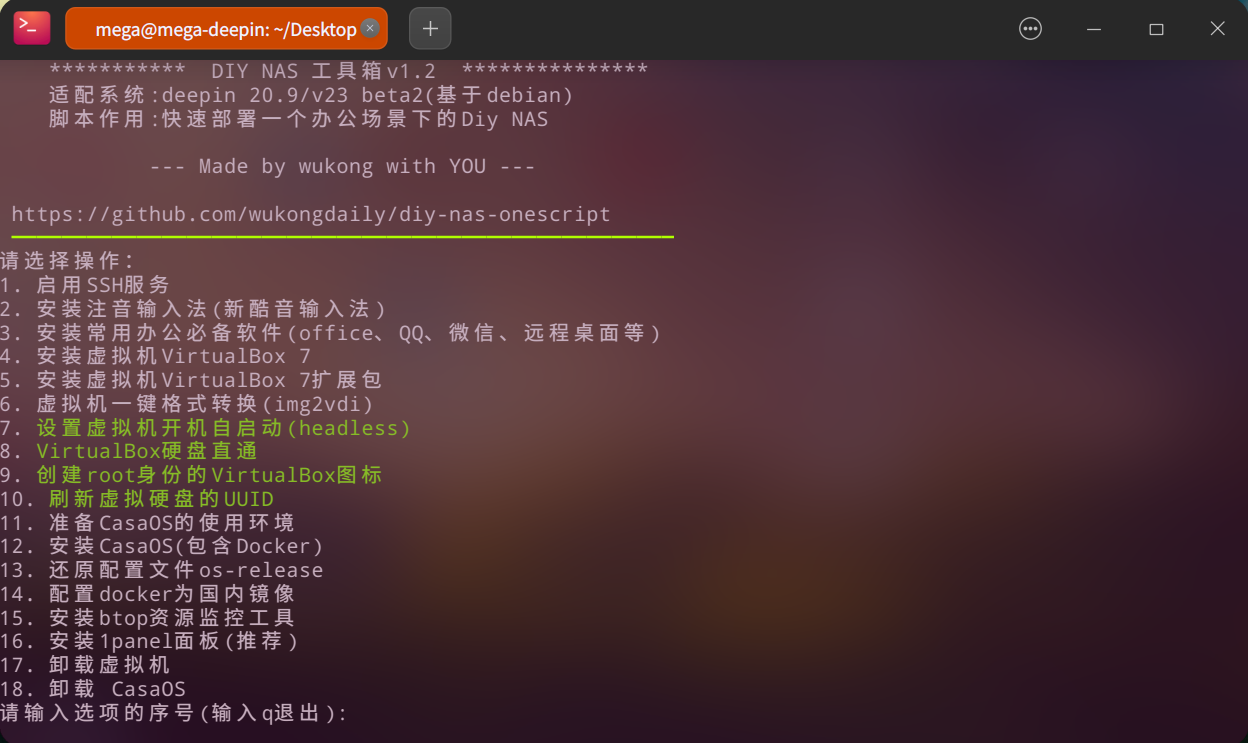 mega@mega-deepin: ~/Desktop
*********** DIY NAS 工具箱v1.2 ***************
适配系统:deepin 20.9/v23 beta2(基于debian)
脚本作用:快速部署一个办公场景下的Diy NAS
--- Made by wukong with YOU ---
https://github.com/wukongdaily/diy-nas-onescript
请选择操作:
1. 启用SSH服务
2. 安装注音输入法(新酷音输入法)
3. 安装常用办公必备软件(office、QQ、微信、远程桌面等)
4. 安装虚拟机VirtualBox 7
5. 安装虚拟机VirtualBox 7扩展包
6. 虚拟机一键格式转换(img2vdi)
7. 设置虚拟机开机自启动(headless)
8. VirtualBox硬盘直通
9. 创建root身份的VirtualBox图标
10. 刷新虚拟硬盘的UUID
11. 准备CasaOS的使用环境
12. 安装CasaOS(包含Docker)
13. 还原配置文件os-release
14. 配置docker为国内镜像
15. 安装btop资源监控工具
16. 安装1panel面板(推荐)
17. 卸载虚拟机
18. 卸载 CasaOS
请输入选项的序号(输入q退出):